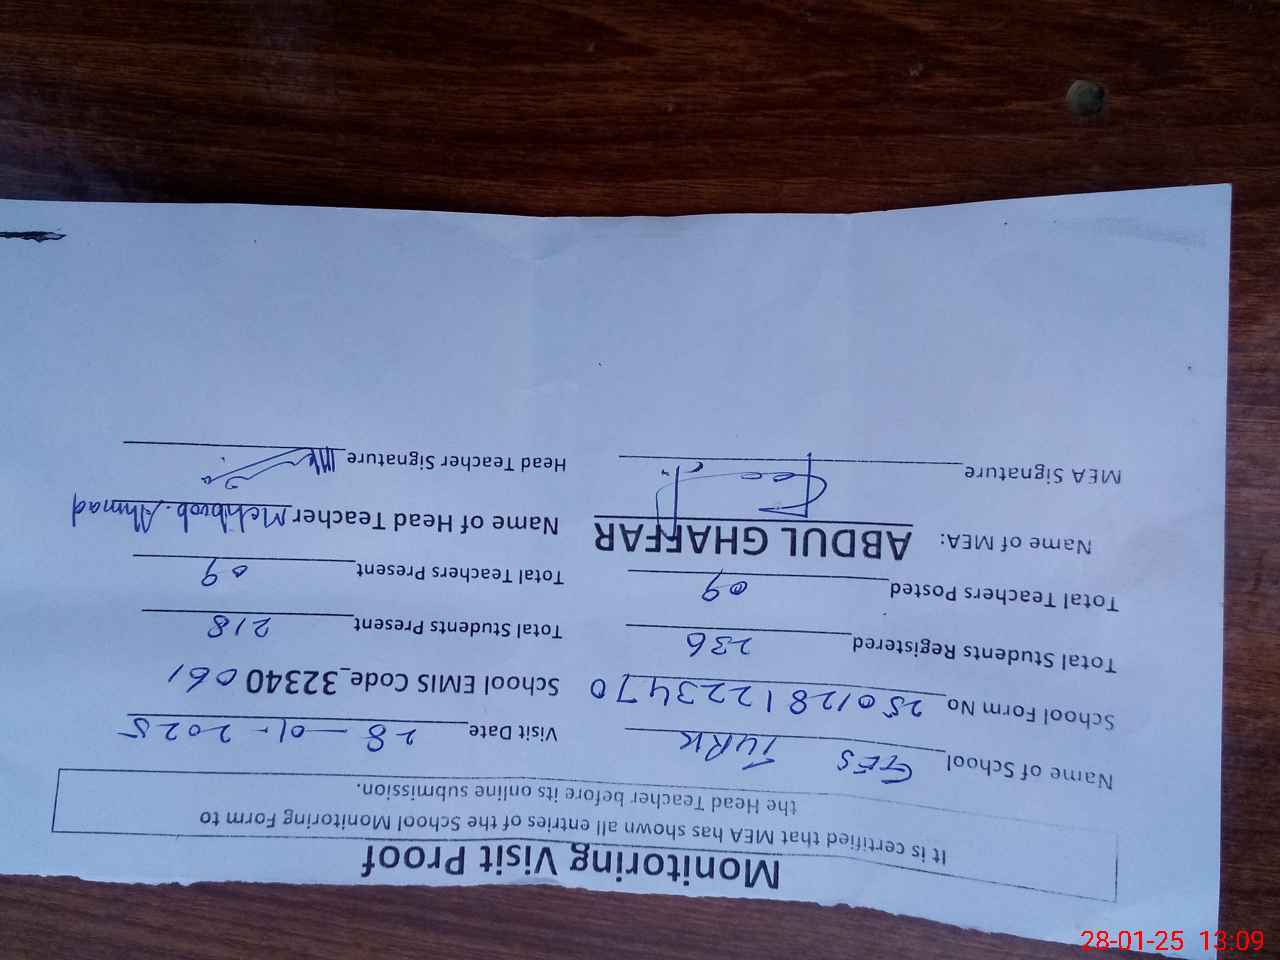 Monitoring Visit Proof
It is certified that MEA has shown all entries of the School Monitoring Form to
the Head Teacher before its online submission.
Name of School GES TURK Visit Date 28-01-2025
School Form No 2501281223470 School EMIS Code_32340061
Total Students Registered 236 Total Students Present 218
Total Teachers Posted 09 Total Teachers Present 09
Name of MEA: ABDUL GHAFFAR Name of Head Teacher Mehboob Ahmad
MEA Signature Head Teacher Signature
28-01-25 13:09